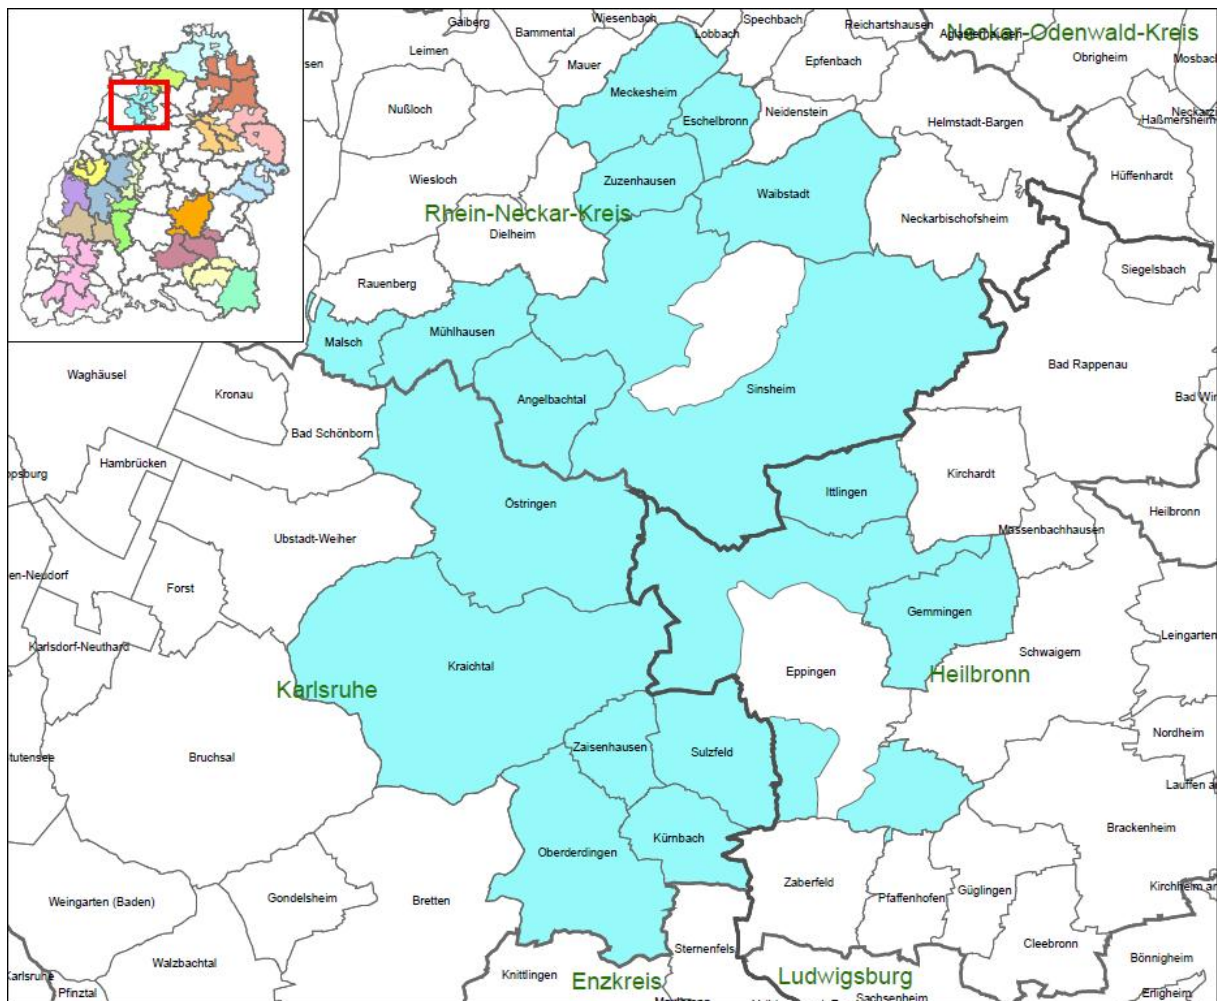 Gaiberg
Wiesenbach
Spechbach
Reichartshausen
Bammental
Lobbach
Neckar-Odenwald-Kreis
Aglasterhausen
Leimen
Mauer
Epfenbach
Obrigheim
Mosbach
Meckesheim
Nußloch
Neidenstein
Eschelbronn
Helmstadt-Bargen
Haßmersheim
Wiesloch
Zuzenhausen
Waibstadt
Hüffenhardt
Rhein-Neckar-Kreis
Neckarbischofsheim
Dielheim
Siegelsbach
Rauenberg
Malsch
Mühlhausen
Bad Rappenau
Waghäusel
Sinsheim
Kronau
Angelbachtal
Bad Schönborn
Hambrücken
Kirchardt
Ittlingen
Östringen
Heilbronn
Massenbachhausen
Ubstadt-Weiher
Forst
Gemmingen
Leingarten
Karlsdorf-Neuthard
Schwaigern
Kraichtal
Eppingen
Heilbronn
Karlsruhe
Nordheim
Zaisenhausen
Sulzfeld
Bruchsal
Brackenheim
Kürnbach
Oberderdingen
Zaberfeld
Gondelsheim
Güglingen
Pfaffenhofen
Weingarten (Baden)
Bretten
Cleebronn
Sternenfels
Bönnigheim
Walzbachtal
Karlsruhe
Knittlingen
Enzkreis
Ludwigsburg
Pfinztal
Sachsenheim
Erligheim